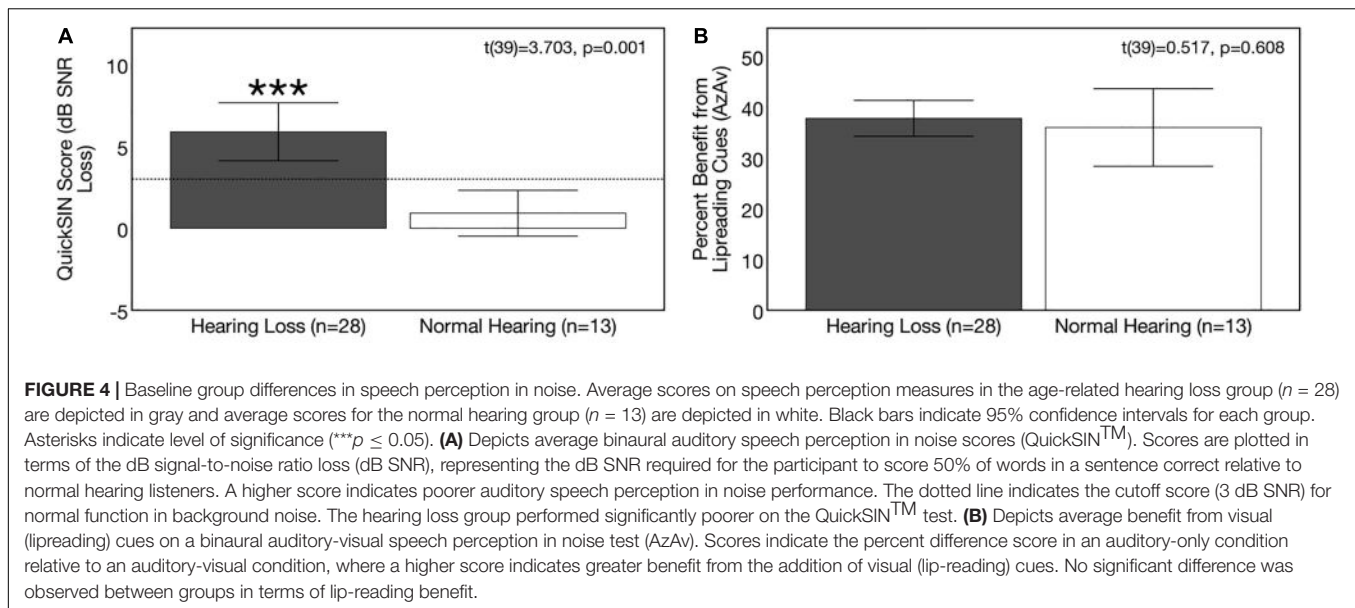 A
t(39)=3.703, p=0.001
QuickSIN Score (dB SNR
Loss)
10
5
0
-5
***
Hearing Loss (n=28)
Normal Hearing (n=13)
B
t(39)=0.517, p=0.608
Percent Benefit from
Lipreading Cues (AzAv)
50
40
30
20
10
0
Hearing Loss (n=28)
Normal Hearing (n=13)
FIGURE 4 | Baseline group differences in speech perception in noise. Average scores on speech perception measures in the age-related hearing loss group (n = 28)
are depicted in gray and average scores for the normal hearing group (n = 13) are depicted in white. Black bars indicate 95% confidence intervals for each group.
Asterisks indicate level of significance (***p ≤ 0.05). (A) Depicts average binaural auditory speech perception in noise scores (QuickSIN™). Scores are plotted in
terms of the dB signal-to-noise ratio loss (dB SNR), representing the dB SNR required for the participant to score 50% of words in a sentence correct relative to
normal hearing listeners. A higher score indicates poorer auditory speech perception in noise performance. The dotted line indicates the cutoff score (3 dB SNR) for
normal function in background noise. The hearing loss group performed significantly poorer on the QuickSIN™ test. (B) Depicts average benefit from visual
(lipreading) cues on a binaural auditory-visual speech perception in noise test (AzAv). Scores indicate the percent difference score in an auditory-only condition
relative to an auditory-visual condition, where a higher score indicates greater benefit from the addition of visual (lip-reading) cues. No significant difference was
observed between groups in terms of lip-reading benefit.